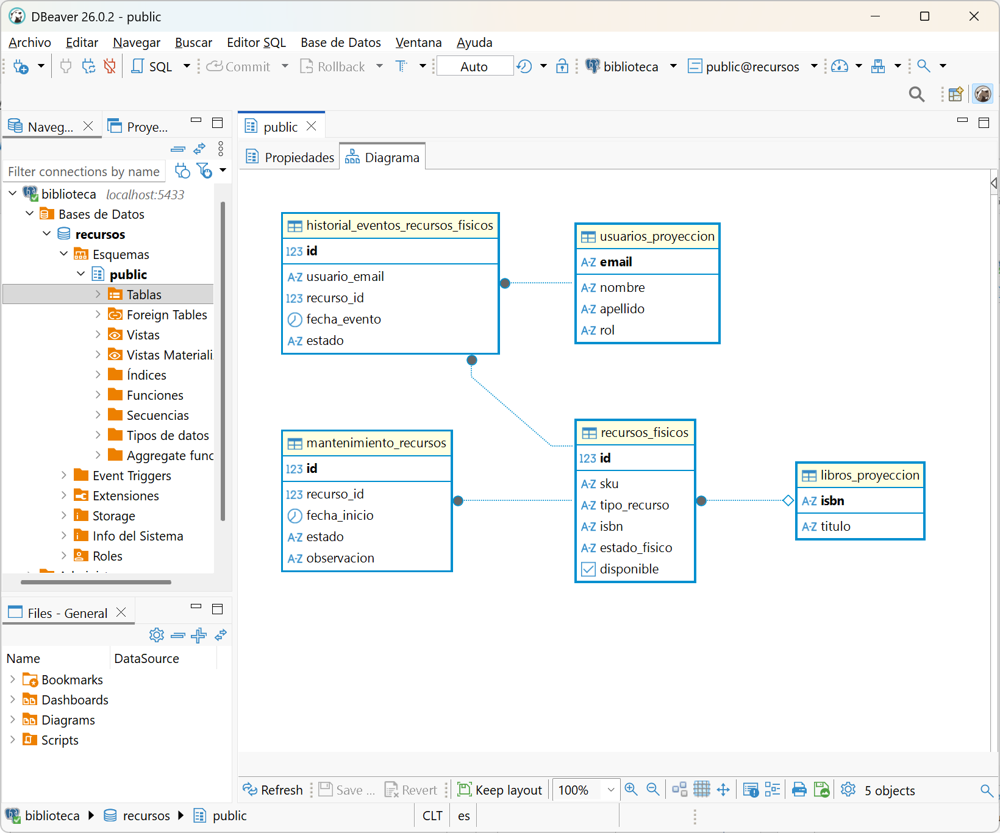 DBeaver 26.0.2 - public
Archivo Editar Navegar Buscar Editor SQL Base de Datos Ventana Ayuda
SQL Commit Rollback Auto biblioteca public@recursos
Naveg... Proye...
Filter connections by name
biblioteca localhost:5433
Bases de Datos
recursos
Esquemas
public
Tablas
Foreign Tables
Vistas
Vistas Materiali
Índices
Funciones
Secuencias
Tipos de datos
Aggregate func
Event Triggers
Extensiones
Storage
Info del Sistema
Roles
Files - General
Name DataSource
Bookmarks
Dashboards
Diagrams
Scripts
public
Propiedades Diagrama
historial_eventos_recursos_fisicos
123 id
A-Z usuario_email
123 recurso_id
fecha_evento
A-Z estado
usuarios_proyeccion
A-Z email
A-Z nombre
A-Z apellido
A-Z rol
mantenimiento_recursos
123 id
123 recurso_id
fecha_inicio
A-Z estado
A-Z observacion
recursos_fisicos
123 id
A-Z sku
A-Z tipo_recurso
A-Z isbn
A-Z estado_fisico
disponible
libros_proyeccion
A-Z isbn
A-Z titulo
Refresh Save ... Revert Keep layout 100% 5 objects
biblioteca recursos public CLT es